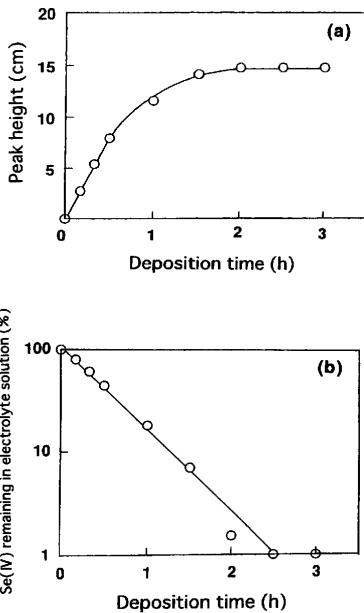 20
(a)
15
10
5
0
1
2
3
Peak height (cm)
Deposition time (h)
100
(b)
10
1
0
1
2
3
Se(IV) remaining in electrolyte solution (%)
Deposition time (h)